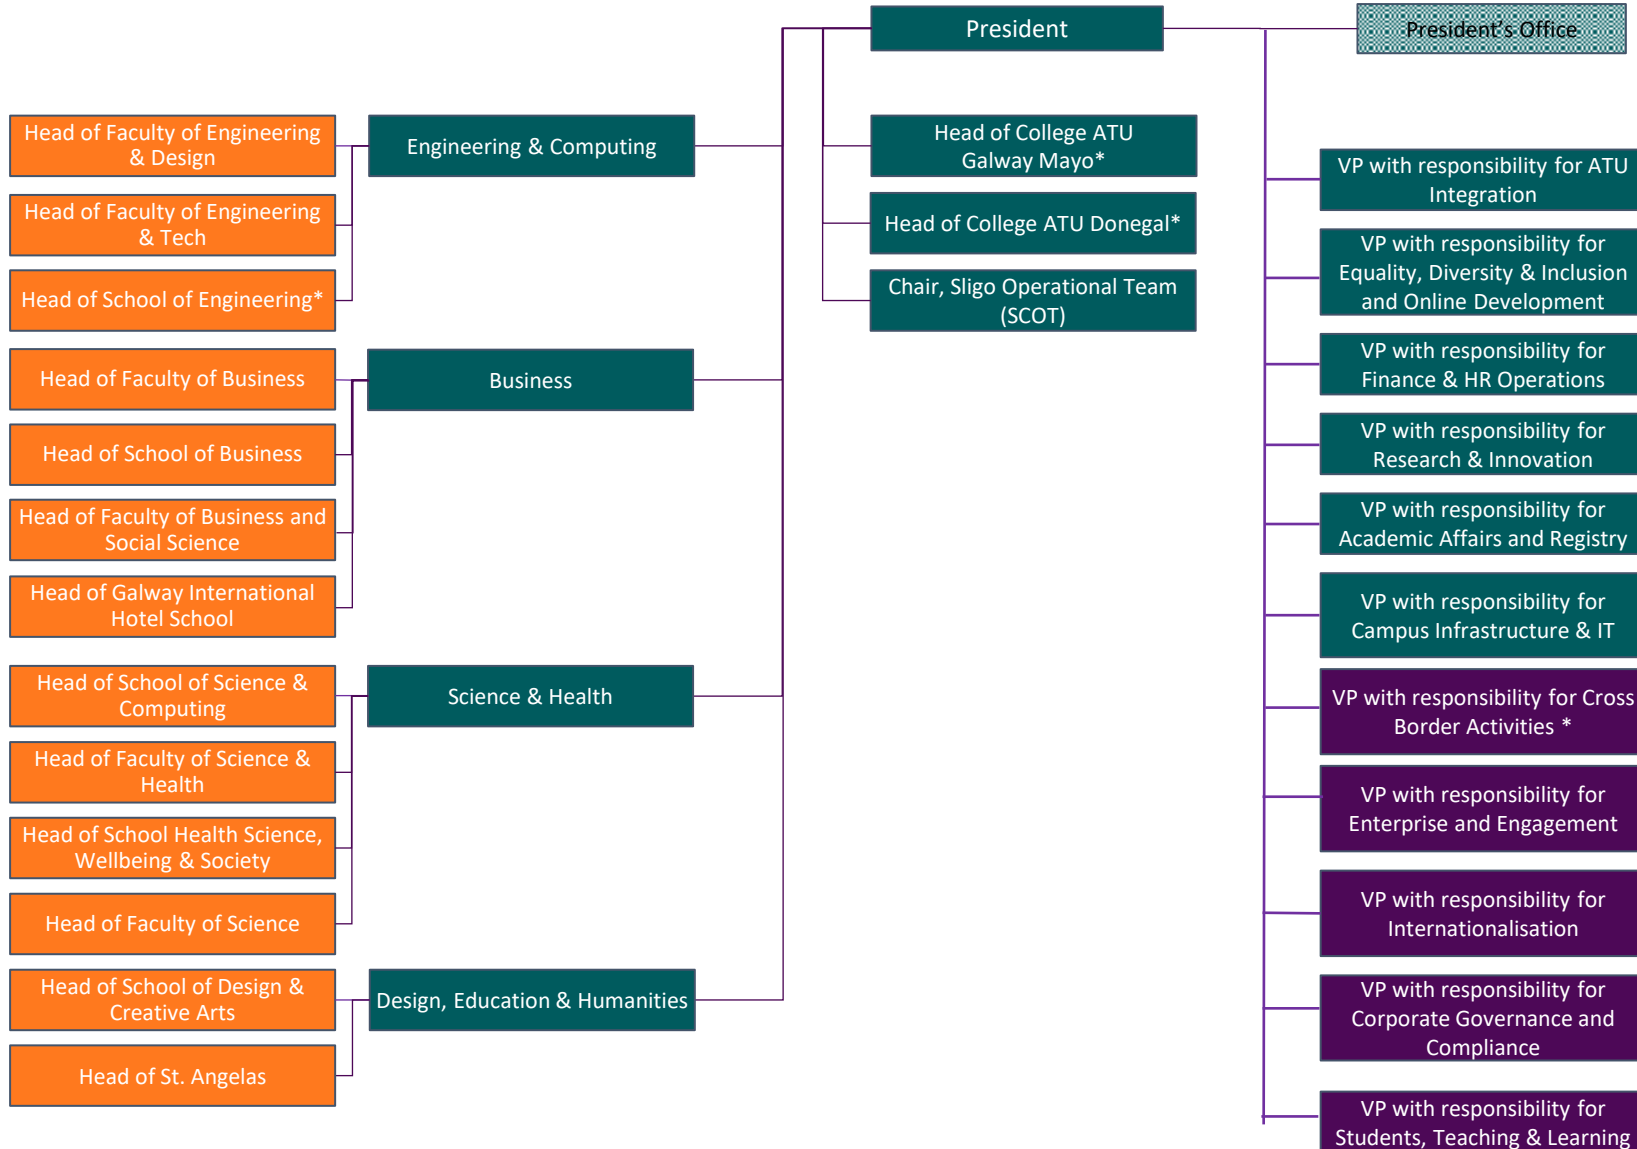 President
President's Office
Head of Faculty of Engineering
& Design
Head of Faculty of Engineering
& Tech
Head of School of Engineering*
Engineering & Computing
Head of Faculty of Business
Head of School of Business
Head of Faculty of Business and
Social Science
Head of Galway International
Hotel School
Business
Head of School of Science &
Computing
Head of Faculty of Science &
Health
Head of School Health Science,
Wellbeing & Society
Head of Faculty of Science
Science & Health
Head of School of Design &
Creative Arts
Head of St. Angelas
Design, Education & Humanities
Head of College ATU
Galway Mayo*
Head of College ATU Donegal*
Chair, Sligo Operational Team
(SCOT)
VP with responsibility for ATU
Integration
VP with responsibility for
Equality, Diversity & Inclusion
and Online Development
VP with responsibility for
Finance & HR Operations
VP with responsibility for
Research & Innovation
VP with responsibility for
Academic Affairs and Registry
VP with responsibility for
Campus Infrastructure & IT
VP with responsibility for Cross
Border Activities *
VP with responsibility for
Enterprise and Engagement
VP with responsibility for
Internationalisation
VP with responsibility for
Corporate Governance and
Compliance
VP with responsibility for
Students, Teaching & Learning